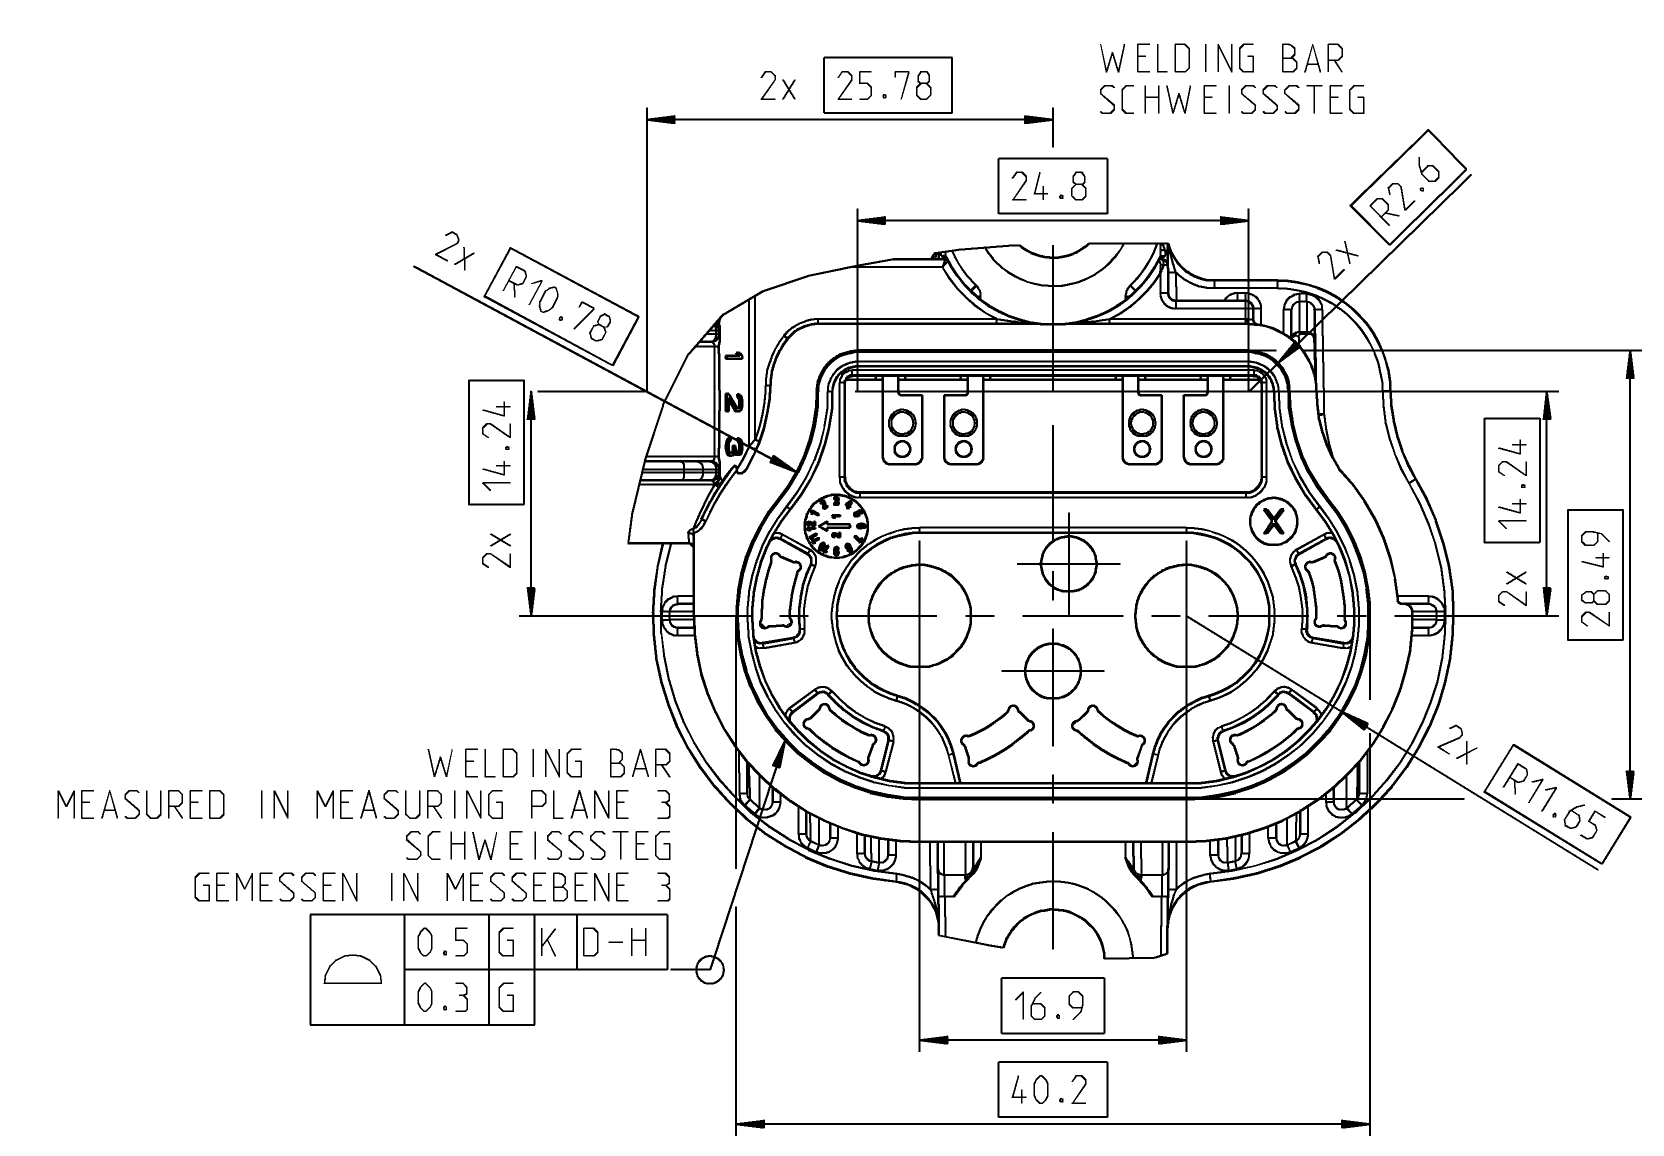 WELDING BAR
SCHWEISSSTEG
2x 25.78
24.8
2x R2.6
2x R10.78
1
2
3
2x 14.24
2x 14.24
28.49
X
2x R11.65
WELDING BAR
MEASURED IN MEASURING PLANE 3
SCHWEISSSTEG
GEMESSEN IN MESSEBENE 3
0.5 G K D-H
0.3 G
16.9
40.2